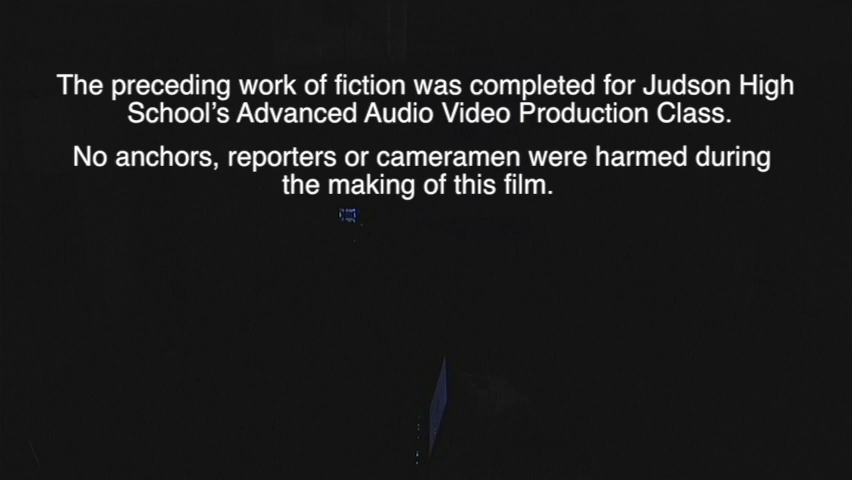 The preceding work of fiction was completed for Judson High
School's Advanced Audio Video Production Class.
No anchors, reporters or cameramen were harmed during
the making of this film.